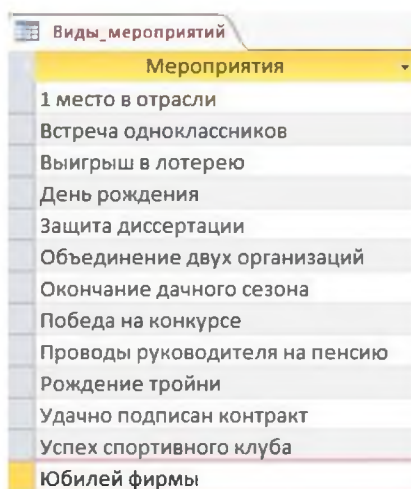 Виды_мероприятий
Мероприятия
1 место в отрасли
Встреча одноклассников
Выигрыш в лотерею
День рождения
Защита диссертации
Объединение двух организаций
Окончание дачного сезона
Победа на конкурсе
Проводы руководителя на пенсию
Рождение тройни
Удачно подписан контракт
Успех спортивного клуба
Юбилей фирмы